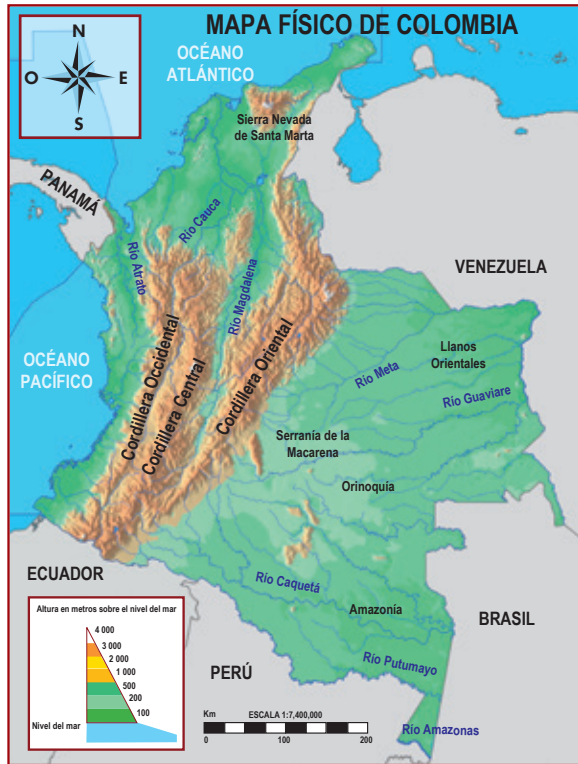 MAPA FÍSICO DE COLOMBIA
N
O
E
S
OCÉANO
ATLÁNTICO
Sierra Nevada
de Santa Marta
PANAMÁ
Río Cauca
Río Atrato
Río Magdalena
VENEZUELA
OCÉANO
PACÍFICO
Cordillera Occidental
Cordillera Central
Cordillera Oriental
Llanos
Orientales
Río Meta
Río Guaviare
Serranía de la
Macarena
Orinoquía
ECUADOR
Río Caquetá
Amazonía
BRASIL
PERÚ
Río Putumayo
Río Amazonas
Altura en metros sobre el nivel del mar
4 000
3 000
2 000
1 000
500
200
100
Nivel del mar
Km
ESCALA 1:7,400,000
0
100
200